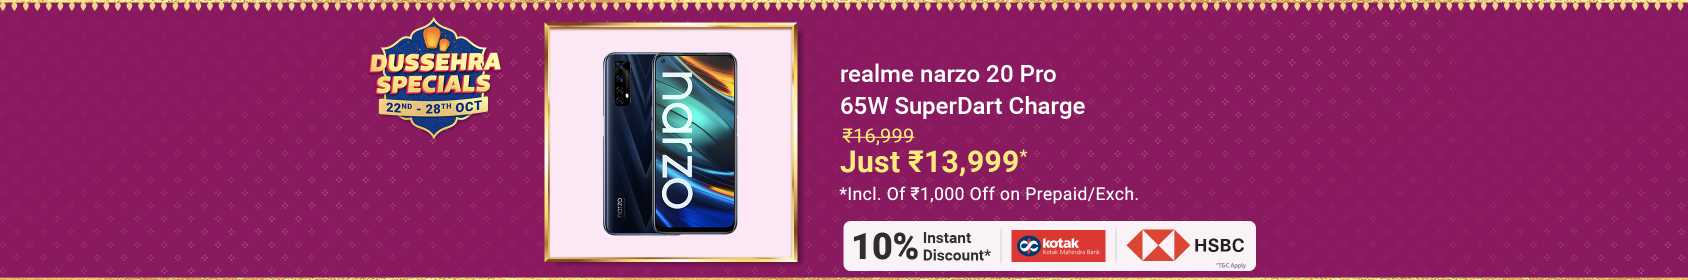 DUSSEHRA
SPECIALS
22ND - 28TH OCT
narzo
narzo
realme narzo 20 Pro
65W SuperDart Charge
₹16,999
Just ₹13,999*
*Incl. Of ₹1,000 Off on Prepaid/Exch.
10% Instant
Discount*
kotak
Kotak Mahindra Bank
HSBC
*T&C Apply